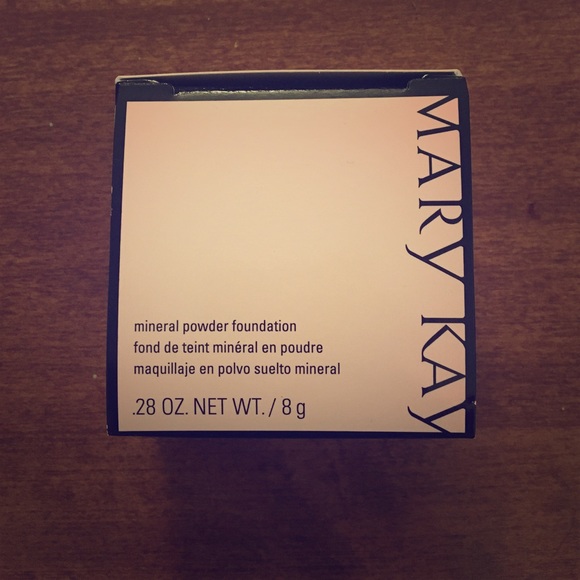 MARY KAY
mineral powder foundation
fond de teint minéral en poudre
maquillaje en polvo suelto mineral
.28 OZ. NET WT. / 8 g